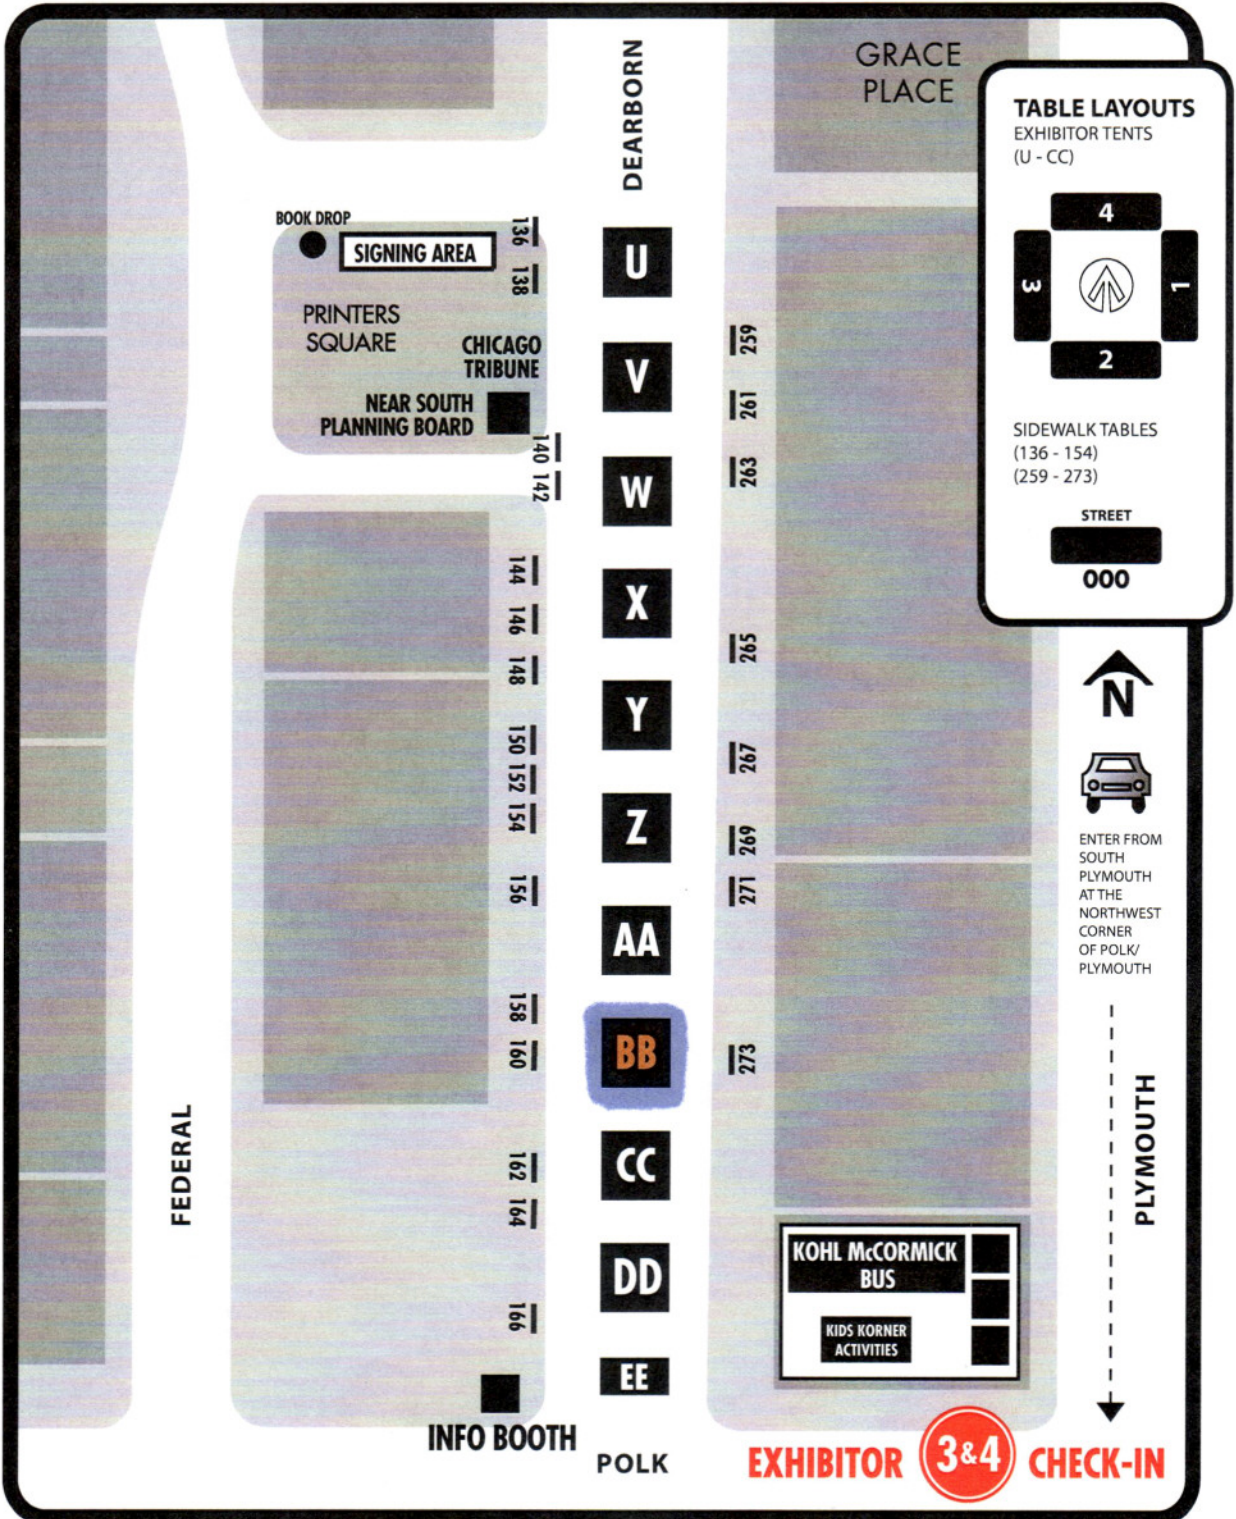 GRACE
PLACE
DEARBORN
TABLE LAYOUTS
EXHIBITOR TENTS
(U - CC)
4
3
1
2
SIDEWALK TABLES
(136 - 154)
(259 - 273)
STREET
000
BOOK DROP
SIGNING AREA
PRINTERS
SQUARE
CHICAGO
TRIBUNE
NEAR SOUTH
PLANNING BOARD
136
138
140
142
144
146
148
150
152
154
156
158
160
162
164
166
U
V
W
X
Y
Z
AA
BB
CC
DD
EE
259
261
263
265
267
269
271
273
N
ENTER FROM
SOUTH
PLYMOUTH
AT THE
NORTHWEST
CORNER
OF POLK/
PLYMOUTH
PLYMOUTH
FEDERAL
KOHL McCORMICK
BUS
KIDS KORNER
ACTIVITIES
INFO BOOTH
POLK
EXHIBITOR 3&4 CHECK-IN